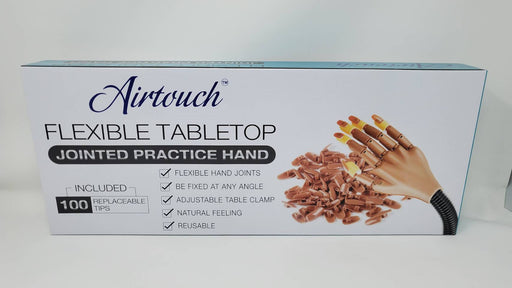 Airtouch™
FLEXIBLE TABLETOP
JOINTED PRACTICE HAND
INCLUDED
100 REPLACEABLE TIPS
FLEXIBLE HAND JOINTS
BE FIXED AT ANY ANGLE
ADJUSTABLE TABLE CLAMP
NATURAL FEELING
REUSABLE